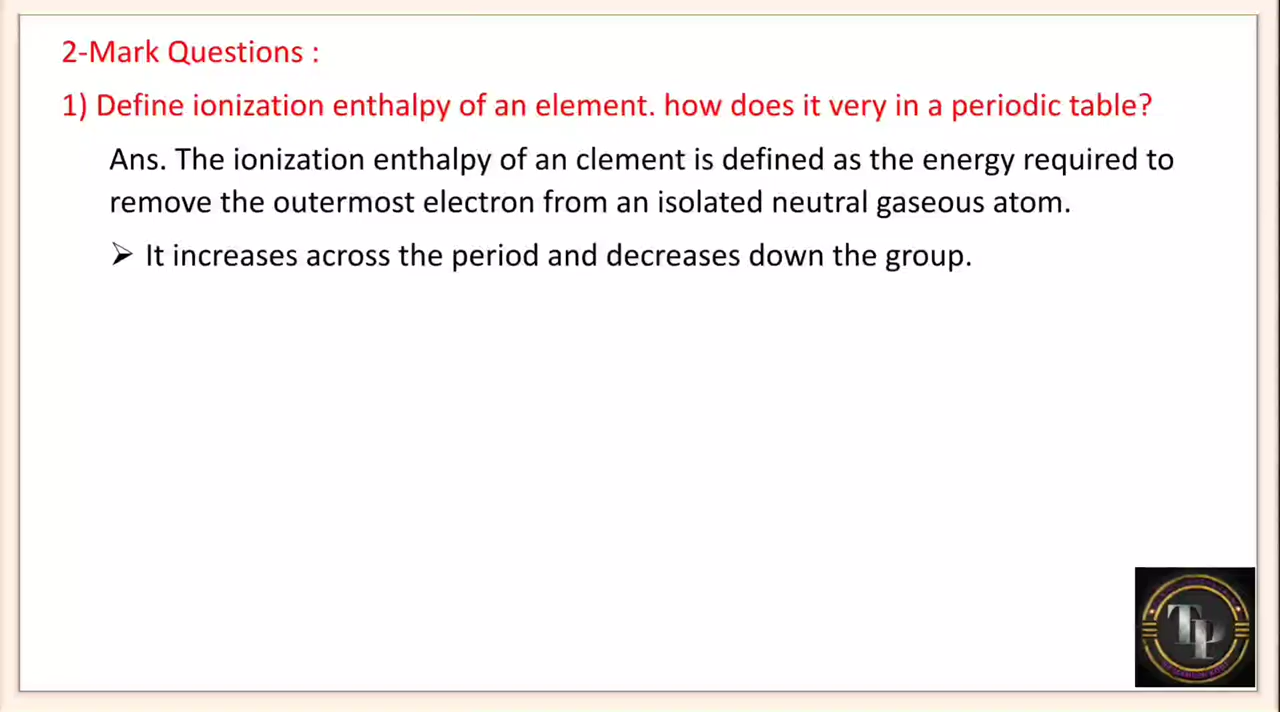 2-Mark Questions :
1) Define ionization enthalpy of an element. how does it very in a periodic table?
Ans. The ionization enthalpy of an clement is defined as the energy required to
remove the outermost electron from an isolated neutral gaseous atom.
➢ It increases across the period and decreases down the group.
TP